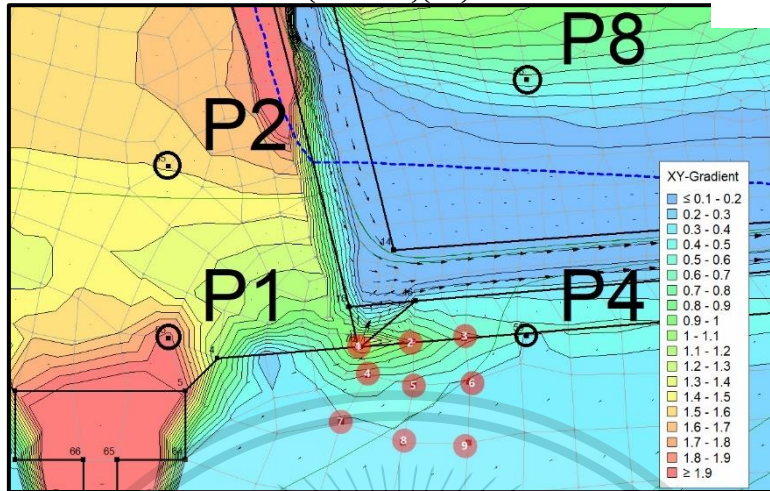 P8
P2
P1
P4
14
5
66
65
64
1
2
3
4
5
6
7
8
9
XY-Gradient
≤ 0.1 - 0.2
0.2 - 0.3
0.3 - 0.4
0.4 - 0.5
0.5 - 0.6
0.6 - 0.7
0.7 - 0.8
0.8 - 0.9
0.9 - 1
1 - 1.1
1.1 - 1.2
1.2 - 1.3
1.3 - 1.4
1.4 - 1.5
1.5 - 1.6
1.6 - 1.7
1.7 - 1.8
1.8 - 1.9
≥ 1.9